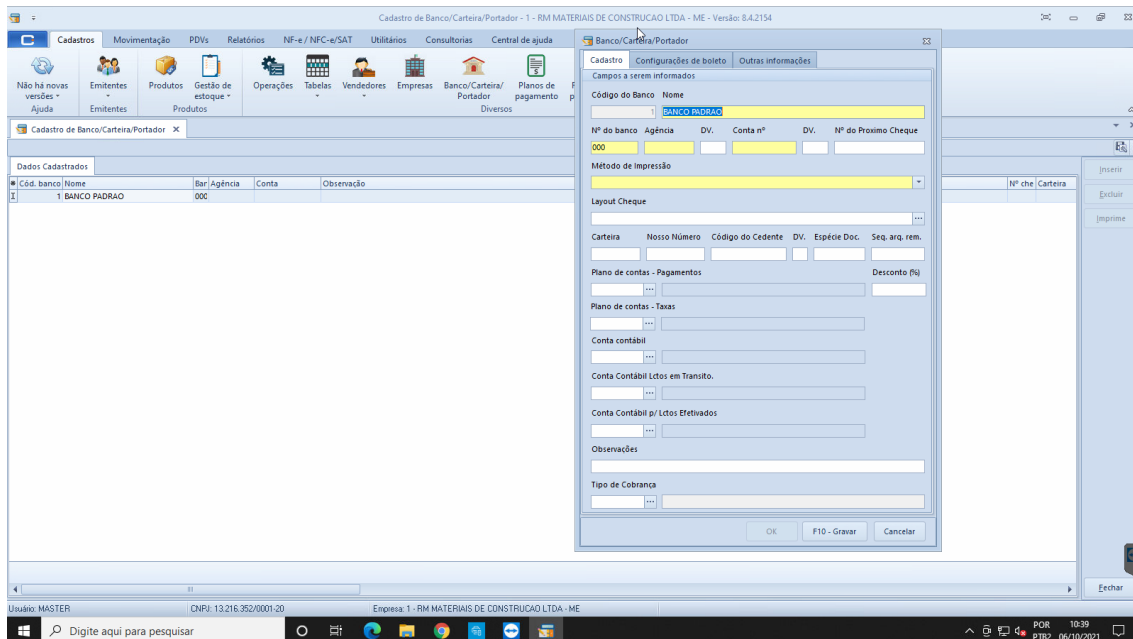 Cadastro de Banco/Carteira/Portador - 1 - RM MATERIAIS DE CONSTRUCAO LTDA - ME - Versão: 8.4.2154
Cadastros Movimentação PDVs Relatórios NF-e / NFC-e/SAT Utilitários Consultorias Central de ajuda
Não há novas versões
Emitentes
Produtos
Gestão de estoque
Operações
Tabelas
Vendedores
Empresas
Banco/Carteira/ Portador
Planos de pagamento
Ajuda Emitentes Produtos Diversos
Cadastro de Banco/Carteira/Portador
Dados Cadastrados
Cód. banco Nome Bar Agência Conta Observação Nº che Carteira
1 BANCO PADRAO 000
Inserir
Excluir
Imprime
Fechar
Banco/Carteira/Portador
Cadastro Configurações de boleto Outras informações
Campos a serem informados
Código do Banco Nome
1 BANCO PADRAO
Nº do banco Agência DV. Conta nº DV. Nº do Proximo Cheque
000
Método de Impressão
Layout Cheque
Carteira Nosso Número Código do Cedente DV. Espécie Doc. Seq. arq. rem.
Plano de contas - Pagamentos Desconto (%)
Plano de contas - Taxas
Conta contábil
Conta Contábil Lctos em Transito.
Conta Contábil p/ Lctos Efetivados
Observações
Tipo de Cobrança
OK F10 - Gravar Cancelar
Usuário: MASTER CNPJ: 13.216.352/0001-20 Empresa: 1 - RM MATERIAIS DE CONSTRUCAO LTDA - ME
Digite aqui para pesquisar
POR 10:39
PTB2 06/10/2021